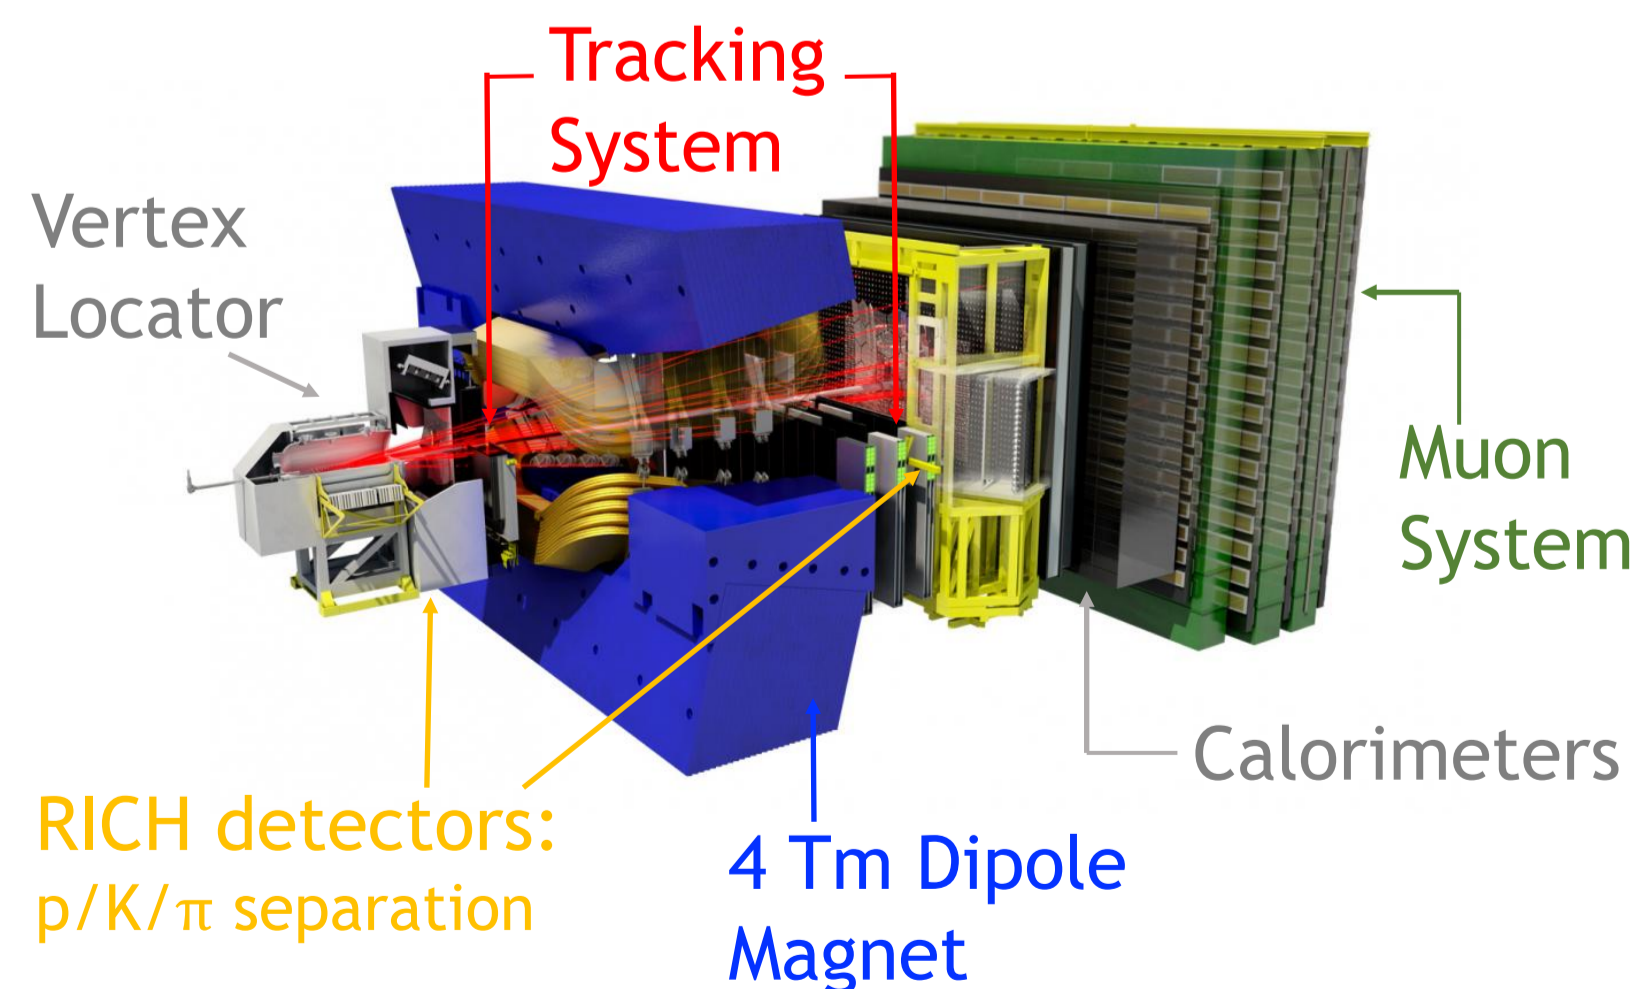 Tracking
System
Vertex
Locator
Muon
System
Calorimeters
RICH detectors:
p/K/π separation
4 Tm Dipole
Magnet